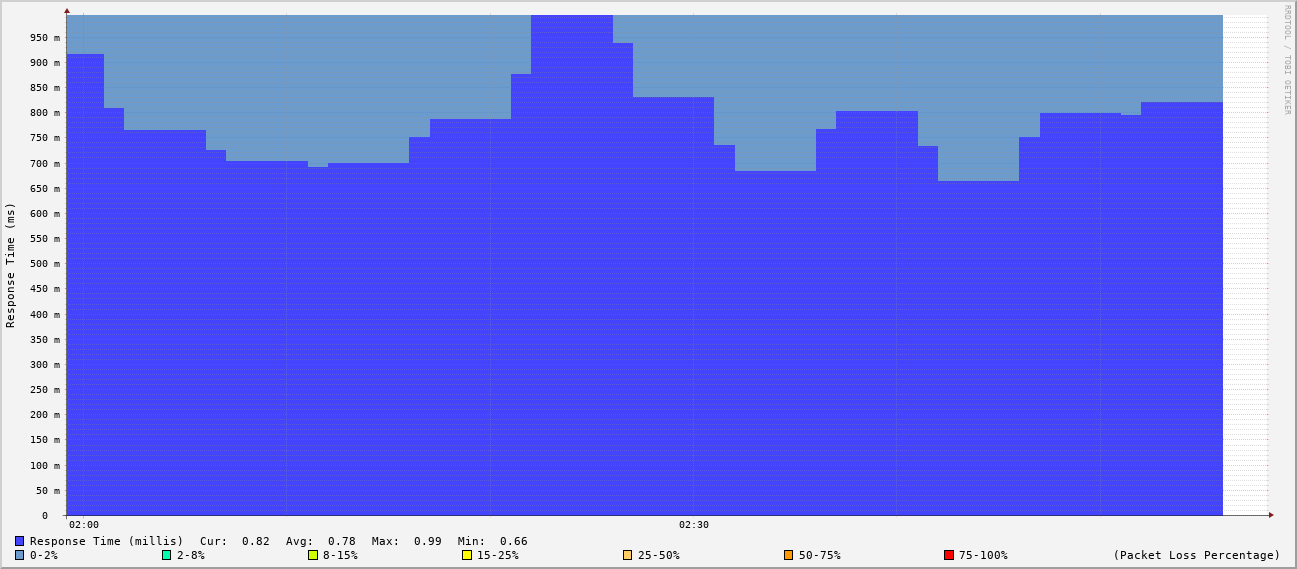 RRDTOOL / TOBI OETIKER
Response Time (ms)
950 m
900 m
850 m
800 m
750 m
700 m
650 m
600 m
550 m
500 m
450 m
400 m
350 m
300 m
250 m
200 m
150 m
100 m
50 m
0
02:00 02:30
Response Time (millis) Cur: 0.82 Avg: 0.78 Max: 0.99 Min: 0.66
0-2% 2-8% 8-15% 15-25% 25-50% 50-75% 75-100% (Packet Loss Percentage)